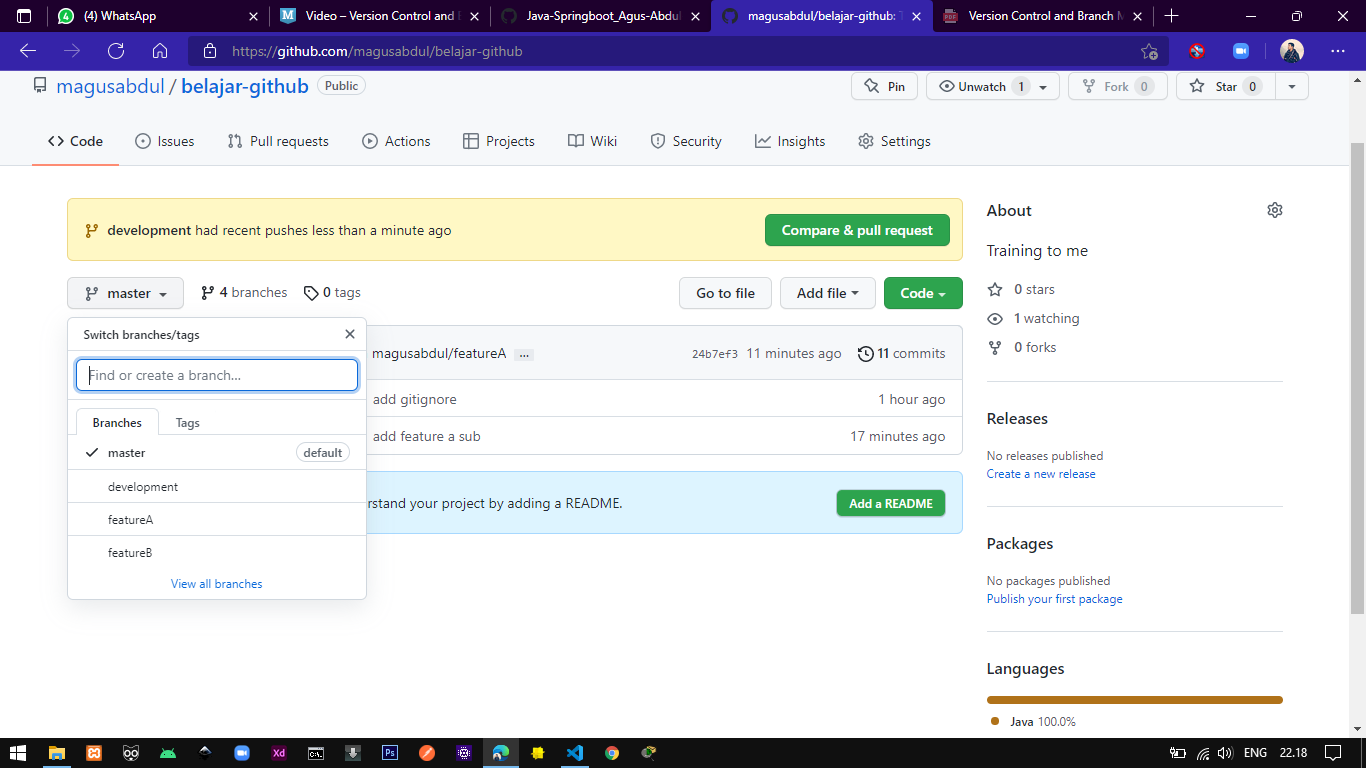 (4) WhatsApp
Video – Version Control and
Java-Springboot_Agus-Abdul
magusabdul/belajar-github:
Version Control and Branch
https://github.com/magusabdul/belajar-github
magusabdul / belajar-github Public
Pin
Unwatch 1
Fork 0
Star 0
Code
Issues
Pull requests
Actions
Projects
Wiki
Security
Insights
Settings
development had recent pushes less than a minute ago
Compare & pull request
master
4 branches
0 tags
Go to file
Add file
Code
Switch branches/tags
Find or create a branch...
Branches
Tags
master default
development
featureA
featureB
View all branches
magusabdul/featureA ...
24b7ef3 11 minutes ago
11 commits
add gitignore
1 hour ago
add feature a sub
17 minutes ago
rstand your project by adding a README.
Add a README
About
Training to me
0 stars
1 watching
0 forks
Releases
No releases published
Create a new release
Packages
No packages published
Publish your first package
Languages
Java 100.0%
PDF
Xd
Ps
ENG
22.18